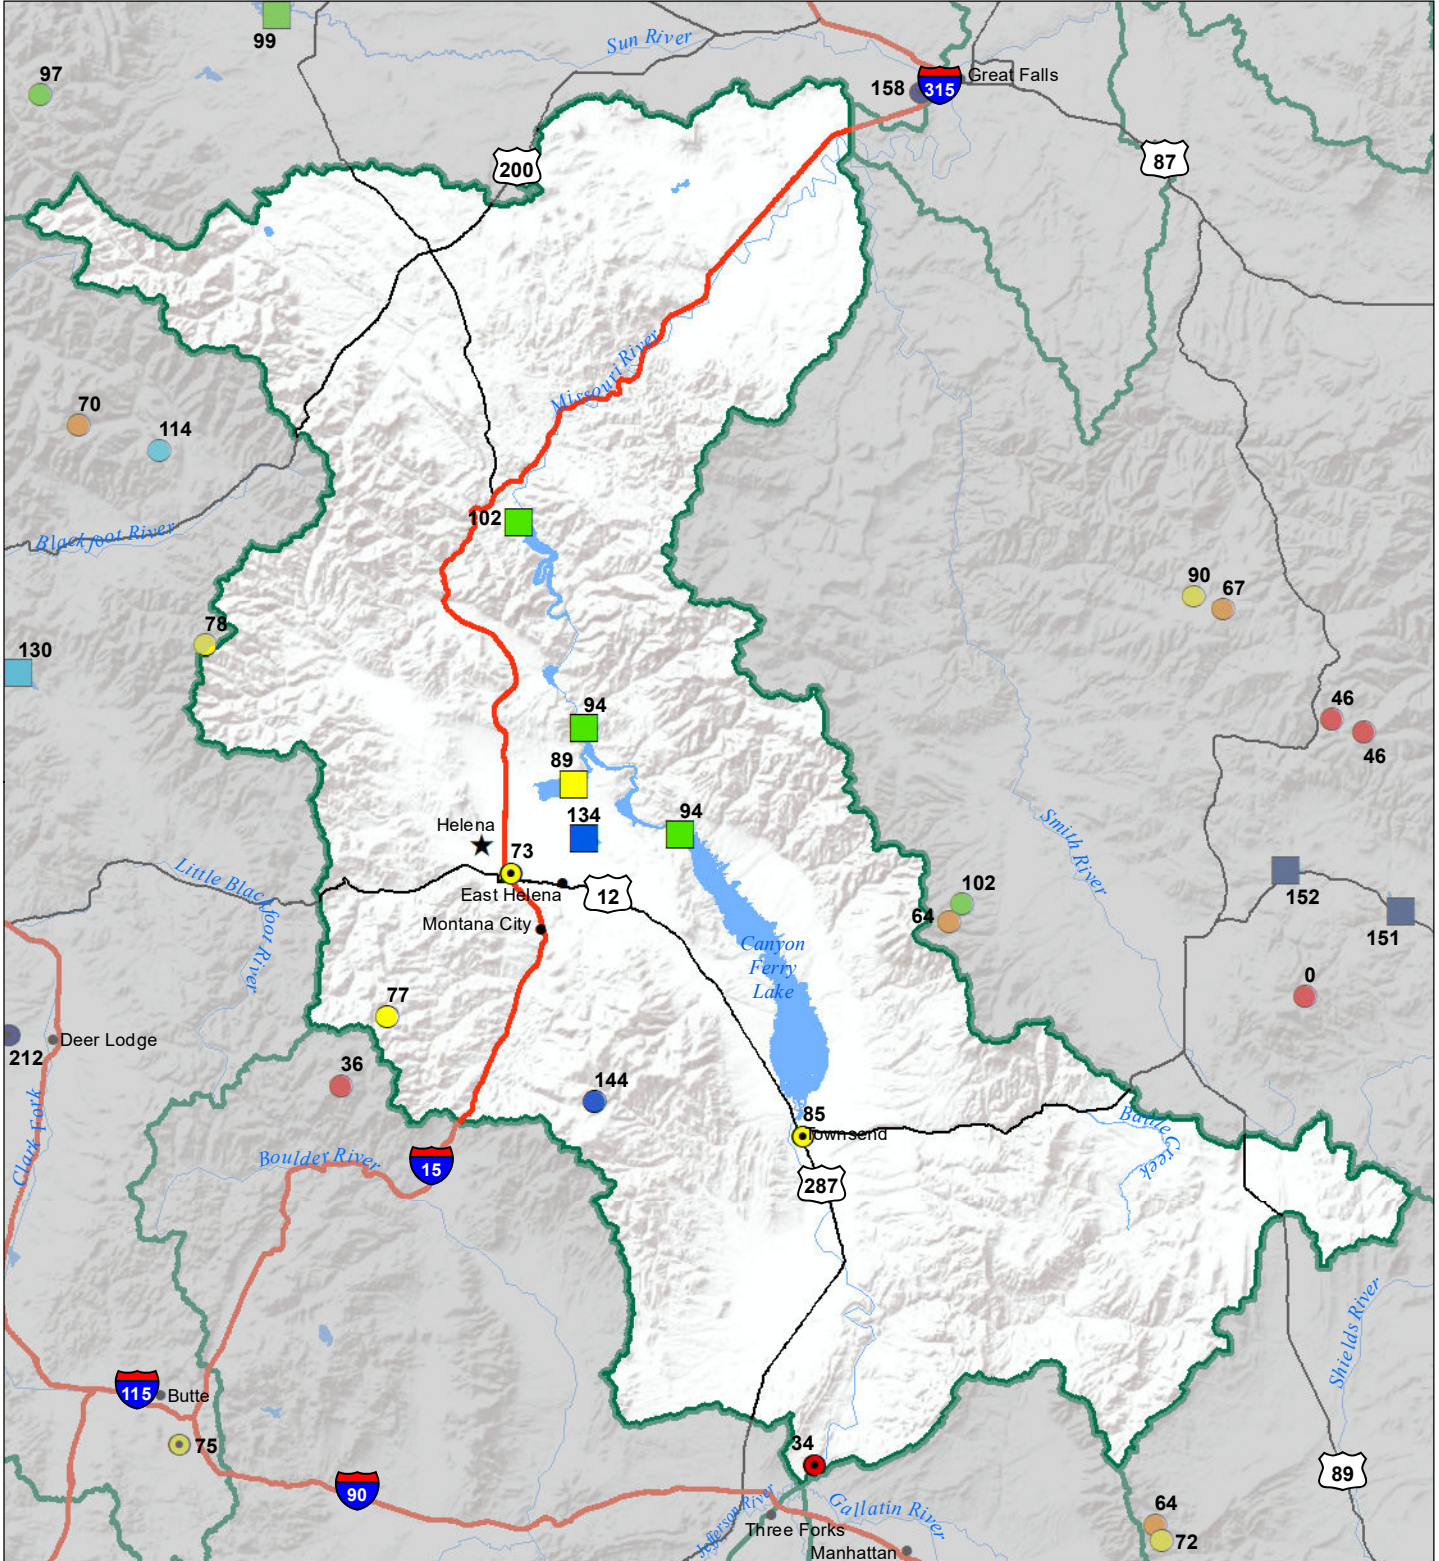 99
Sun River
97
158
315
Great Falls
87
200
Missouri River
70
114
Blackfoot River
102
90
67
78
130
94
46
46
89
134
94
Smith River
Helena
73
East Helena
12
Little Blackfoot River
102
64
152
151
Montana City
Canyon
Ferry
Lake
0
77
Deer Lodge
212
36
144
85
Townsend
Battle Creek
Clark Fork
Boulder River
15
287
Shields River
115
Butte
75
34
90
89
Jefferson River
Gallatin River
64
72
Three Forks
Manhattan